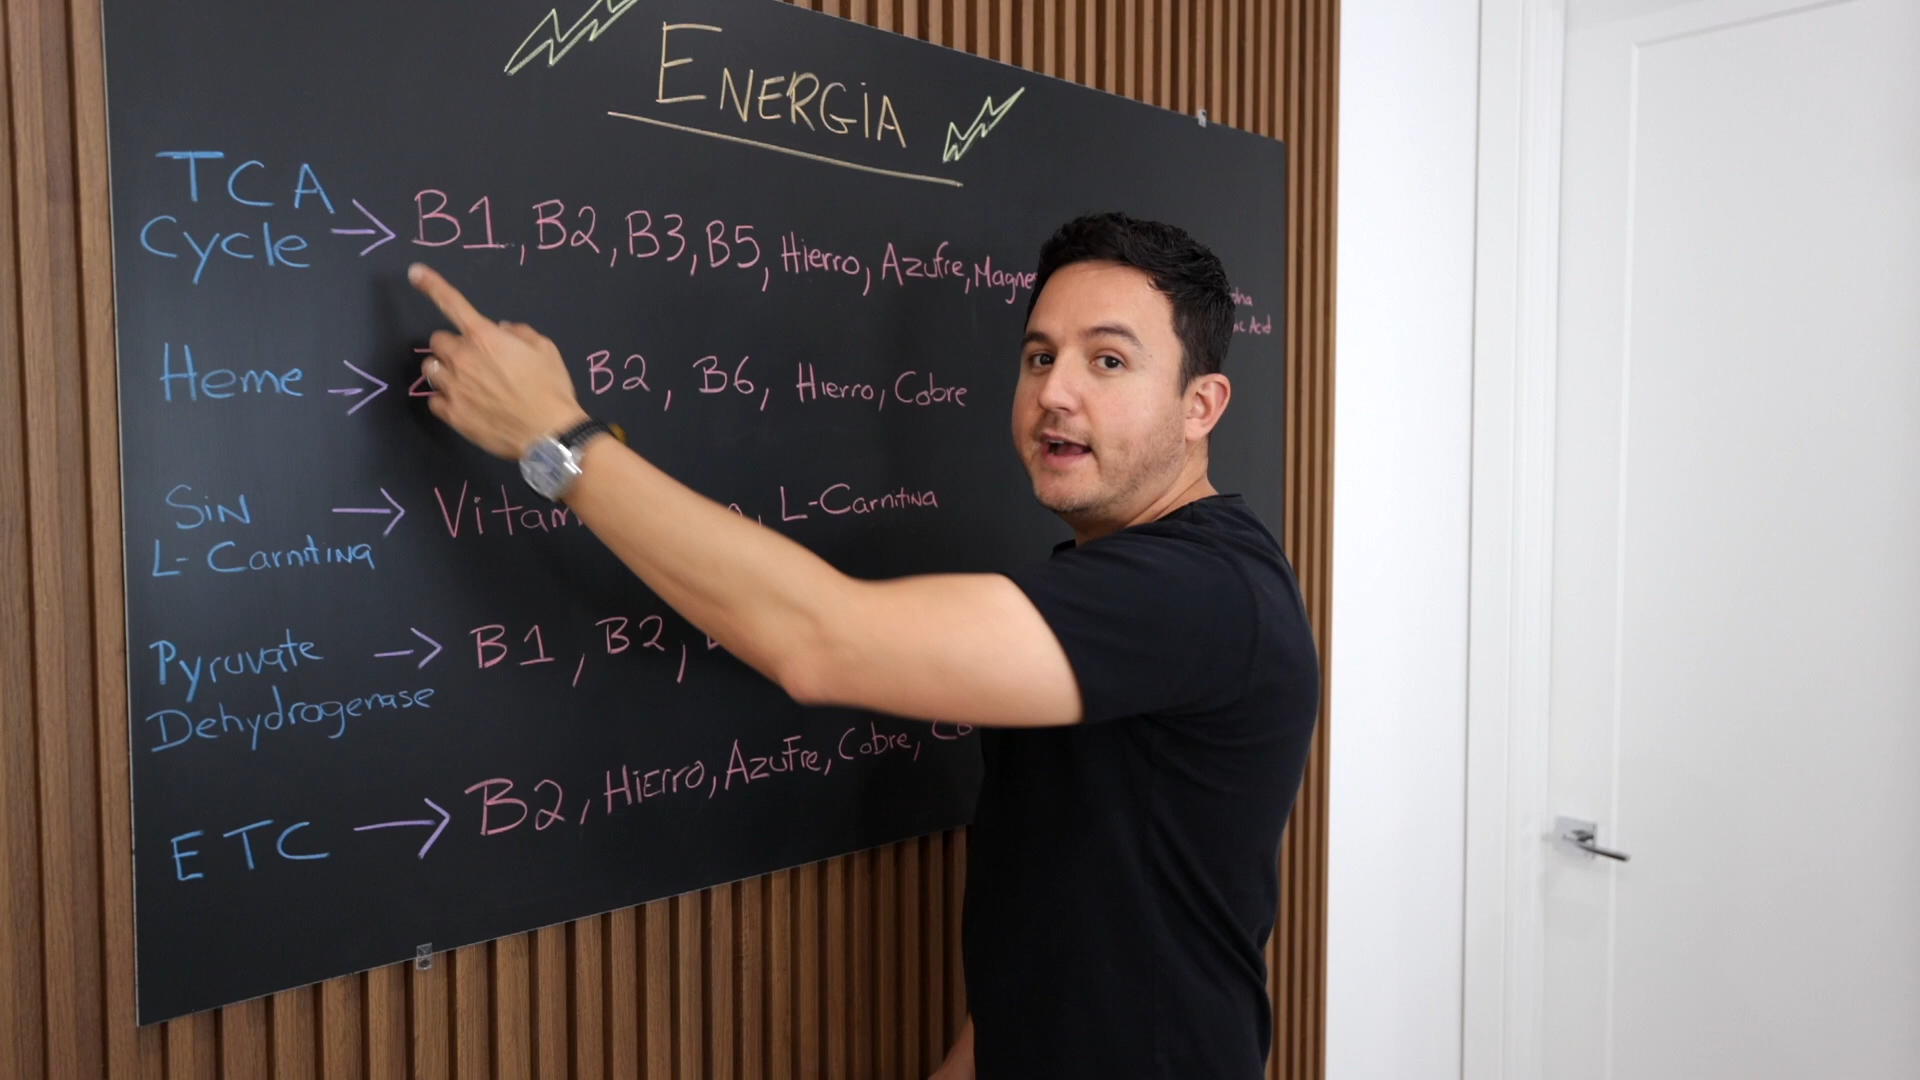 ENERGiA
TCA
Cycle → B1, B2, B3, B5, Hierro, Azufre,
Heme → B2, B6, Hierro, Cobre
SiN
L-Carnitina → L-Carnitina
Pyruvate
Dehydrogenase → B1, B2,
ETC → B2, Hierro, Azufre, Cobre,